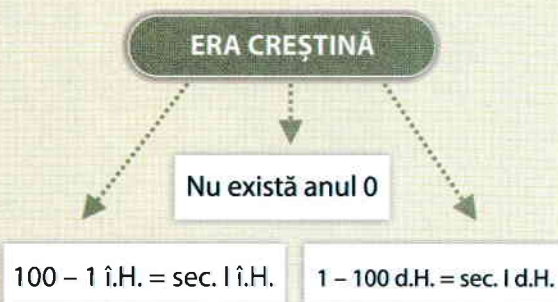 ERA CREȘTINĂ
Nu există anul 0
100 – 1 î.H. = sec. I î.H.
1 – 100 d.H. = sec. I d.H.